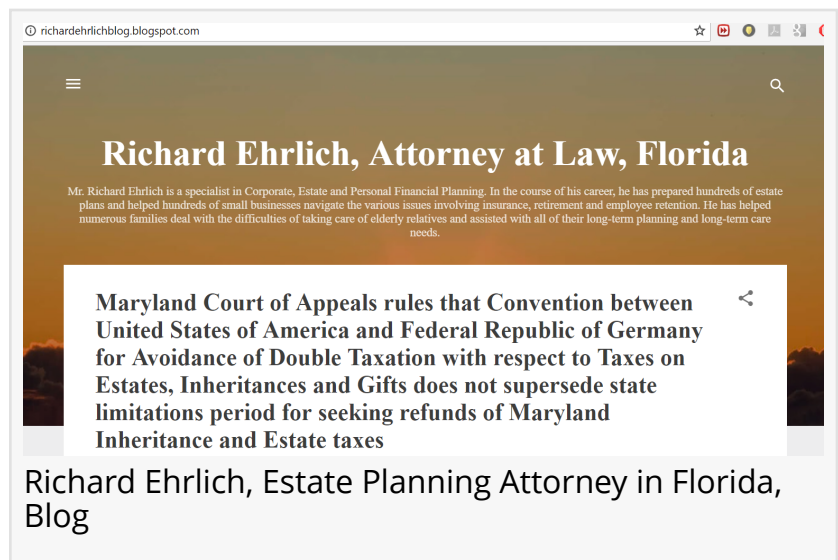 richardehrlichblog.blogspot.com
Richard Ehrlich, Attorney at Law, Florida
Mr. Richard Ehrlich is a specialist in Corporate, Estate and Personal Financial Planning. In the course of his career, he has prepared hundreds of estate
plans and helped hundreds of small businesses navigate the various issues involving insurance, retirement and employee retention. He has helped
numerous families deal with the difficulties of taking care of elderly relatives and assisted with all of their long-term planning and long-term care
needs.
Maryland Court of Appeals rules that Convention between
United States of America and Federal Republic of Germany
for Avoidance of Double Taxation with respect to Taxes on
Estates, Inheritances and Gifts does not supersede state
limitations period for seeking refunds of Maryland
Inheritance and Estate taxes
Richard Ehrlich, Estate Planning Attorney in Florida,
Blog